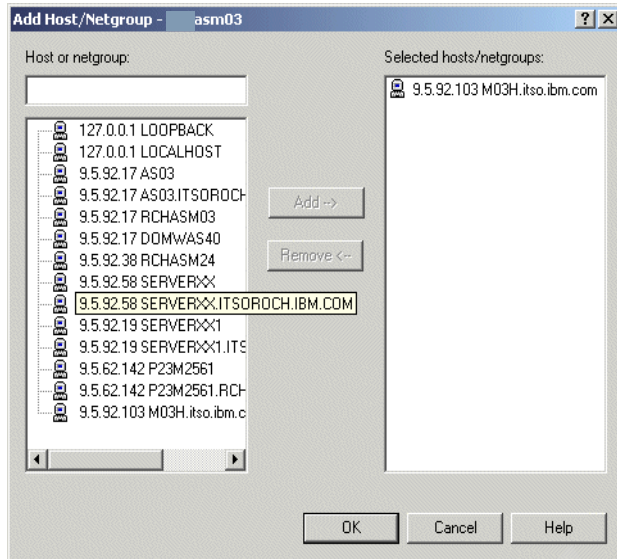 Add Host/Netgroup - asm03
Host or netgroup:
Selected hosts/netgroups:
127.0.0.1 LOOPBACK
127.0.0.1 LOCALHOST
9.5.92.17 AS03
9.5.92.17 AS03.ITSOROCH
9.5.92.17 RCHASM03
9.5.92.17 DOMWAS40
9.5.92.38 RCHASM24
9.5.92.58 SERVERXX
9.5.92.58 SERVERXX.ITSOROCH.IBM.COM
9.5.92.19 SERVERXX1
9.5.92.19 SERVERXX1.ITS
9.5.62.142 P23M2561
9.5.62.142 P23M2561.RCH
9.5.92.103 M03H.itso.ibm.c
Add -->
Remove <--
9.5.92.103 M03H.itso.ibm.com
OK
Cancel
Help